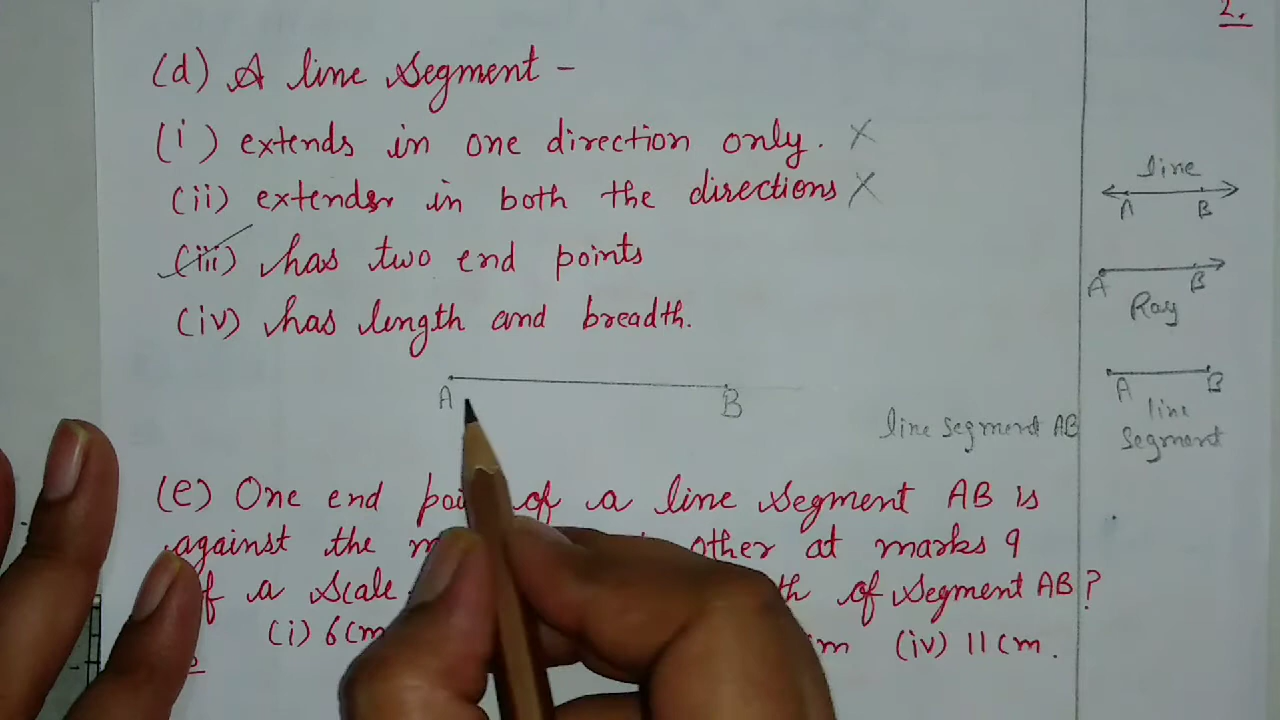 2.
(d) A line segment -
(i) extends in one direction only. X
(ii) extends in both the directions X
(iii) has two end points
(iv) has length and breadth.
A B
line segment AB
(e) One end of a line segment AB is
against the other at marks 9
a scale of segment AB?
(i) 6cm (iv) 11cm.
line
A B
A B
Ray
A B
line
segment